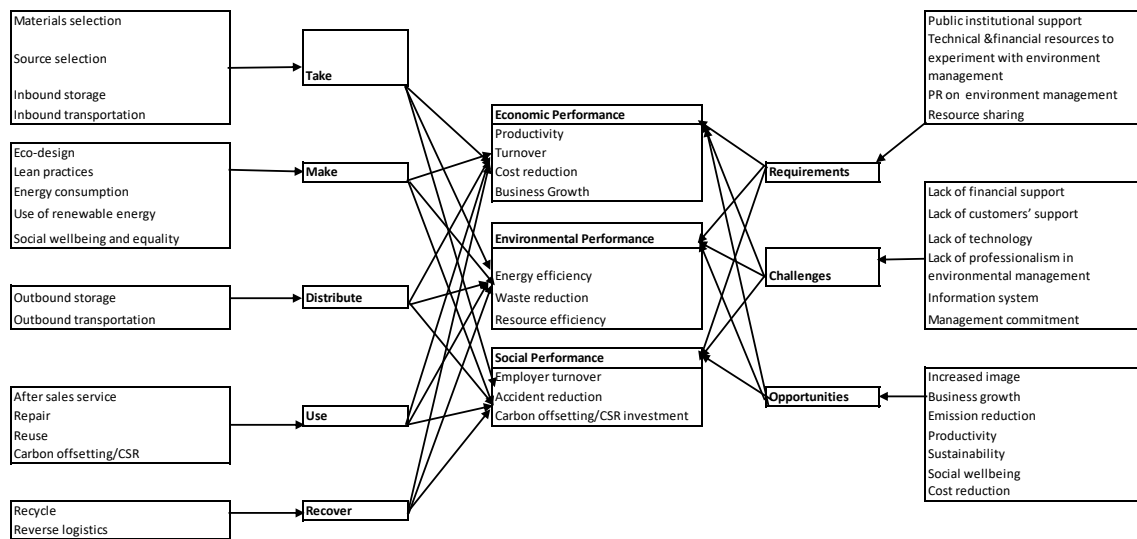 Materials selection
Source selection
Inbound storage
Inbound transportation
Take
Eco-design
Lean practices
Energy consumption
Use of renewable energy
Social wellbeing and equality
Make
Outbound storage
Outbound transportation
Distribute
After sales service
Repair
Reuse
Carbon offsetting/CSR
Use
Recycle
Reverse logistics
Recover
Economic Performance
Productivity
Turnover
Cost reduction
Business Growth
Environmental Performance
Energy efficiency
Waste reduction
Resource efficiency
Social Performance
Employer turnover
Accident reduction
Carbon offsetting/CSR investment
Requirements
Challenges
Opportunities
Public institutional support
Technical &financial resources to
experiment with environment
management
PR on environment management
Resource sharing
Lack of financial support
Lack of customers’ support
Lack of technology
Lack of professionalism in
environmental management
Information system
Management commitment
Increased image
Business growth
Emission reduction
Productivity
Sustainability
Social wellbeing
Cost reduction